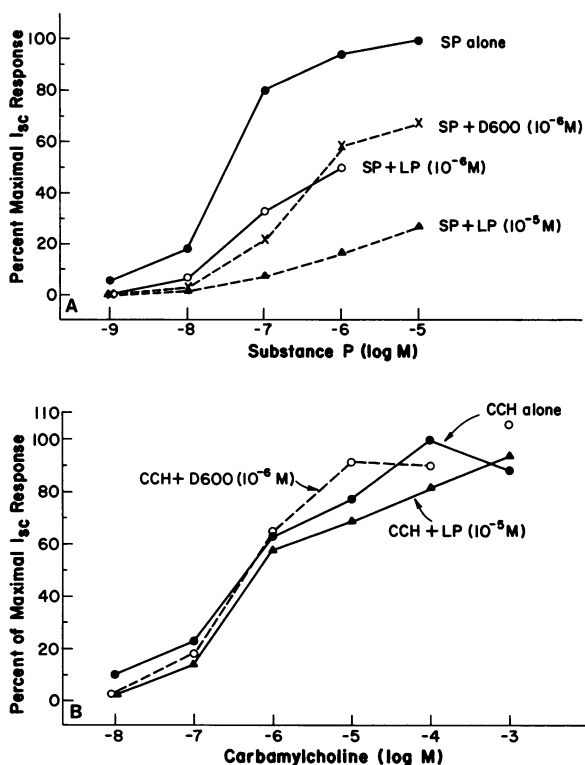 Percent Maximal ISC Response
100
80
60
40
20
0
A
SP alone
SP + D600 (10⁻⁶M)
SP + LP (10⁻⁶M)
SP + LP (10⁻⁵M)
-9 -8 -7 -6 -5
Substance P (log M)
Percent of Maximal ISC Response
110
100
80
60
40
20
0
B
CCH alone
CCH + D600 (10⁻⁶M)
CCH + LP (10⁻⁵M)
-8 -7 -6 -5 -4 -3
Carbamylcholine (log M)